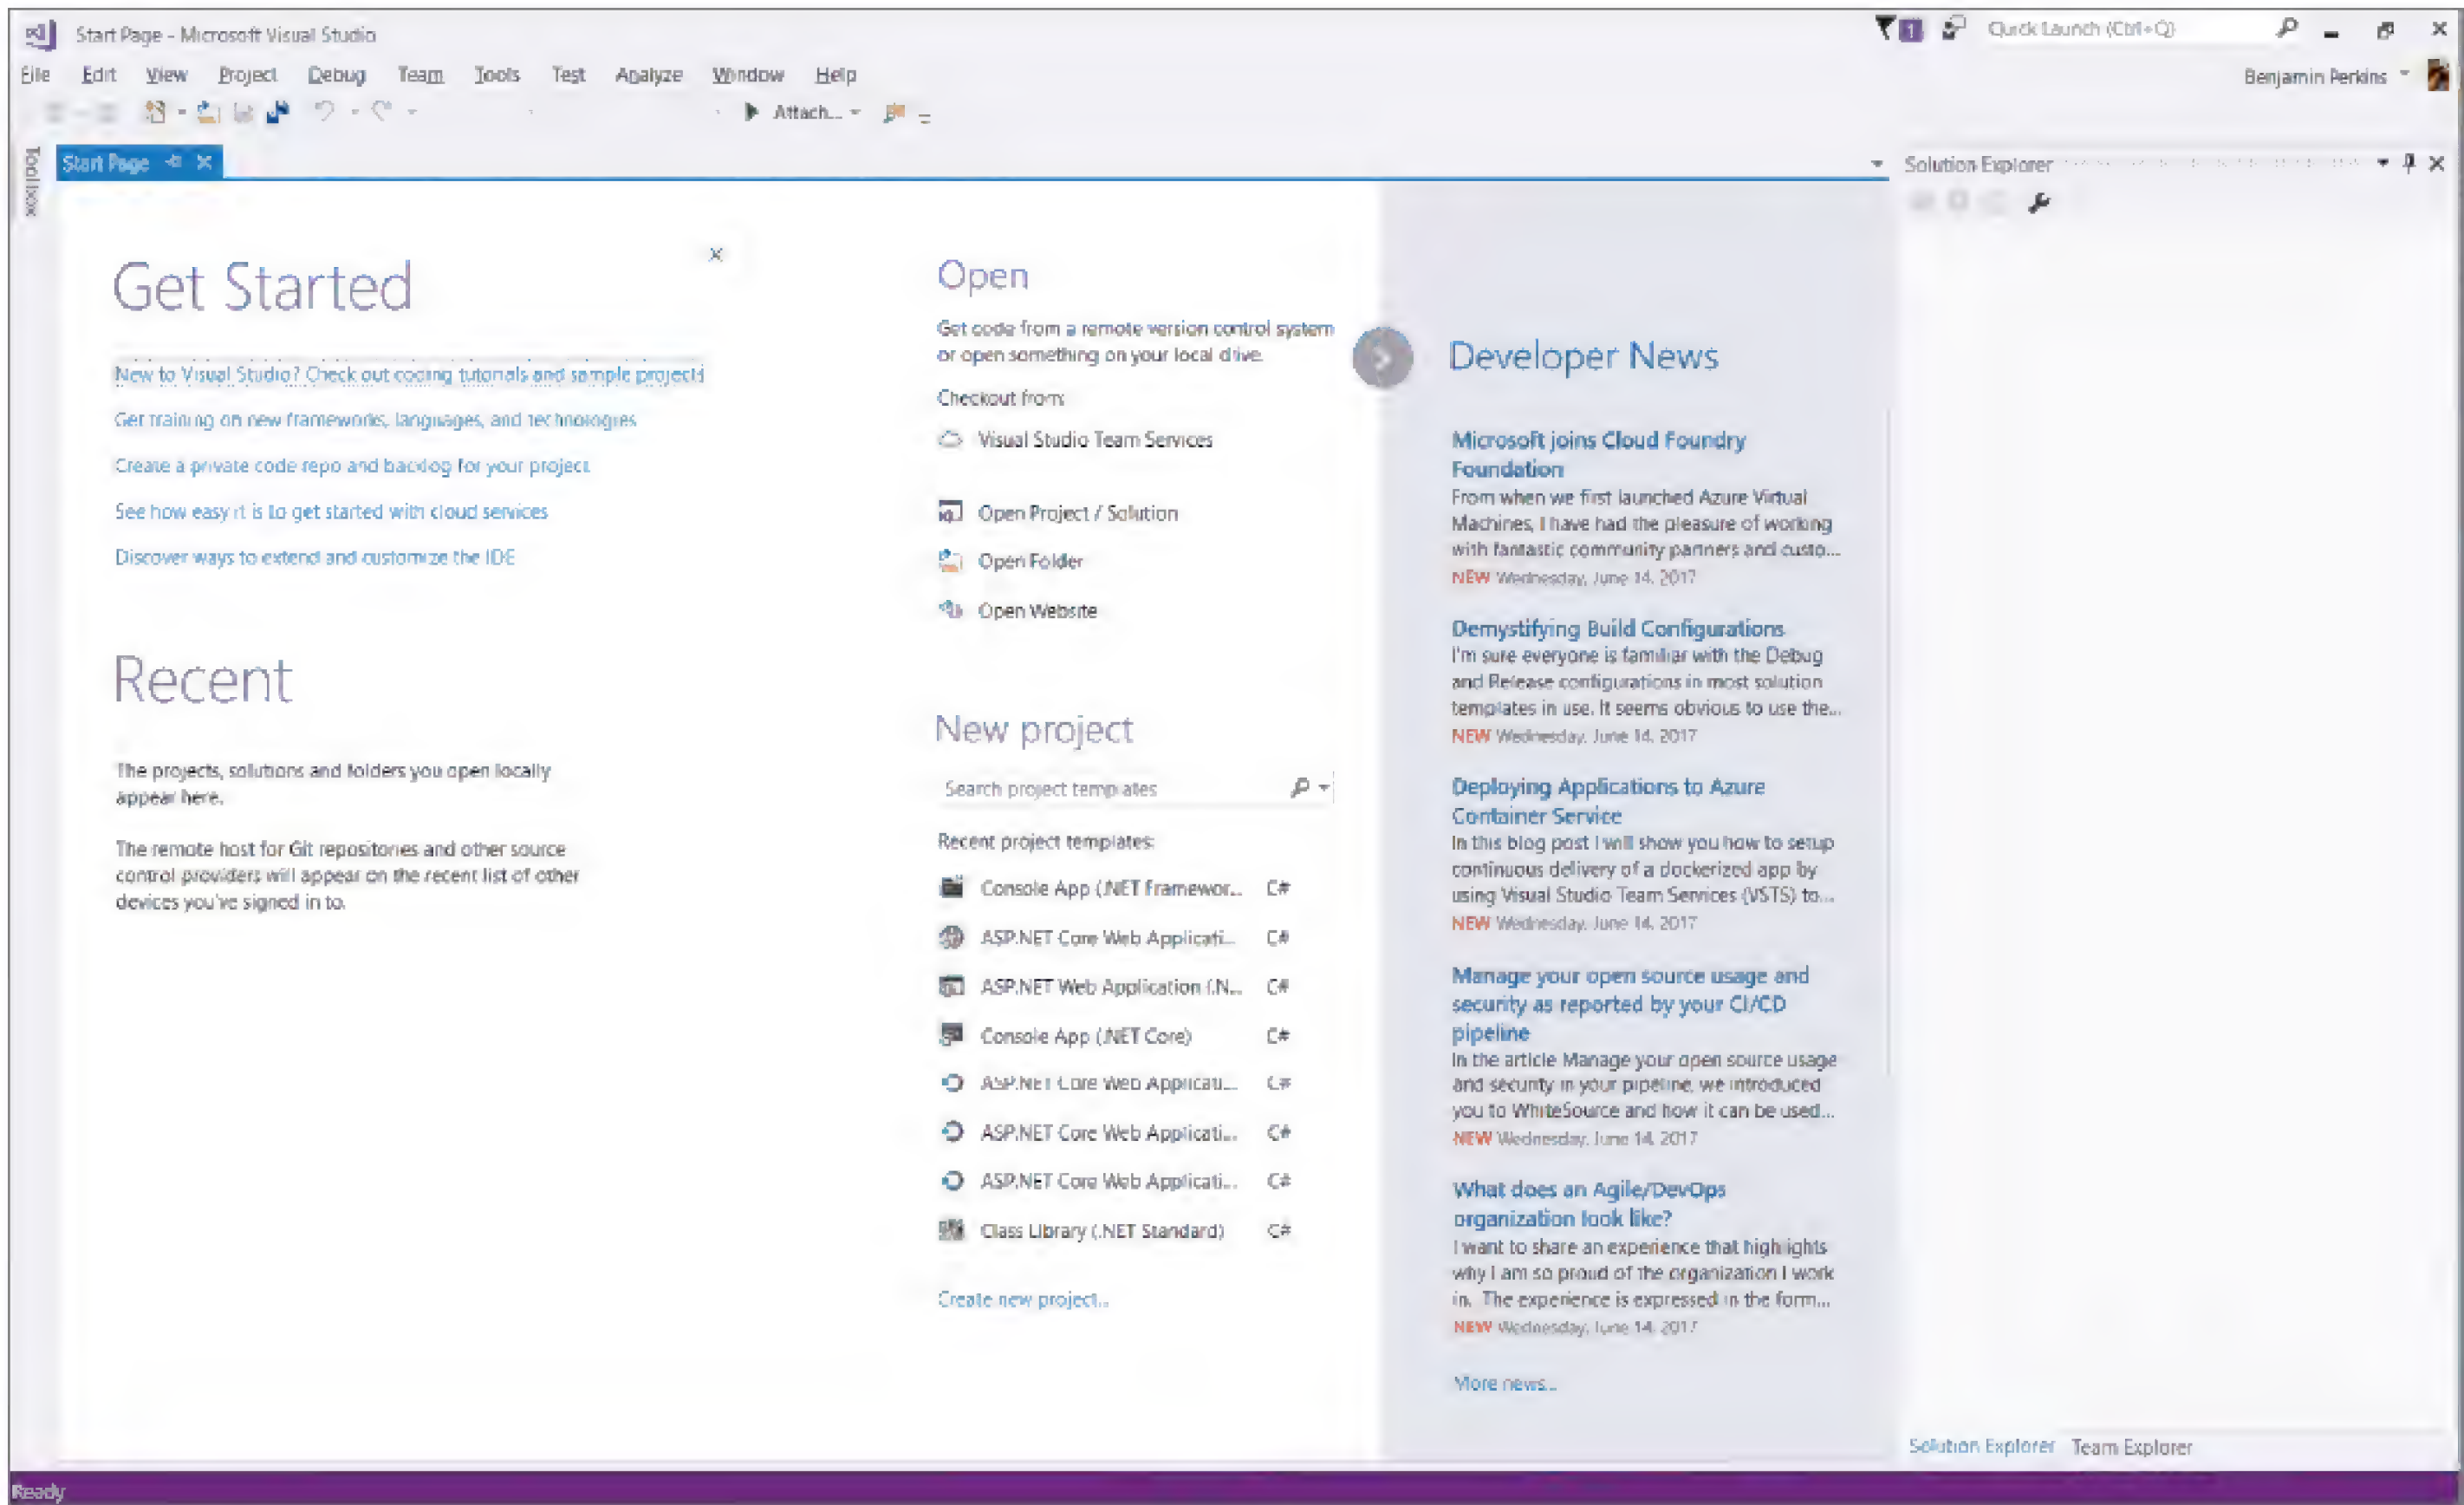 Start Page - Microsoft Visual Studio
1
Quick Launch (Ctrl+Q)
File Edit View Project Debug Team Tools Test Analyze Window Help
Benjamin Perkins
Attach...
Toolbox
Start Page
Solution Explorer
Get Started
New to Visual Studio? Check out coding tutorials and sample projects
Get training on new frameworks, languages, and technologies
Create a private code repo and backlog for your project
See how easy it is to get started with cloud services
Discover ways to extend and customize the IDE
Recent
The projects, solutions and folders you open locally
appear here.
The remote host for Git repositories and other source
control providers will appear on the recent list of other
devices you've signed in to.
Open
Get code from a remote version control system
or open something on your local drive.
Checkout from:
Visual Studio Team Services
Open Project / Solution
Open Folder
Open Website
New project
Search project templates
Recent project templates:
Console App (.NET Framewor... C#
ASP.NET Core Web Applicati... C#
ASP.NET Web Application (.N... C#
Console App (.NET Core) C#
ASP.NET Core Web Applicati... C#
ASP.NET Core Web Applicati... C#
ASP.NET Core Web Applicati... C#
Class Library (.NET Standard) C#
Create new project...
Developer News
Microsoft joins Cloud Foundry
Foundation
From when we first launched Azure Virtual
Machines, I have had the pleasure of working
with fantastic community partners and custo...
NEW Wednesday, June 14, 2017
Demystifying Build Configurations
I'm sure everyone is familiar with the Debug
and Release configurations in most solution
templates in use. It seems obvious to use the...
NEW Wednesday, June 14, 2017
Deploying Applications to Azure
Container Service
In this blog post I will show you how to setup
continuous delivery of a dockerized app by
using Visual Studio Team Services (VSTS) to...
NEW Wednesday, June 14, 2017
Manage your open source usage and
security as reported by your CI/CD
pipeline
In the article Manage your open source usage
and security in your pipeline, we introduced
you to WhiteSource and how it can be used...
NEW Wednesday, June 14, 2017
What does an Agile/DevOps
organization look like?
I want to share an experience that highlights
why I am so proud of the organization I work
in. The experience is expressed in the form...
NEW Wednesday, June 14, 2017
More news...
Solution Explorer Team Explorer
Ready